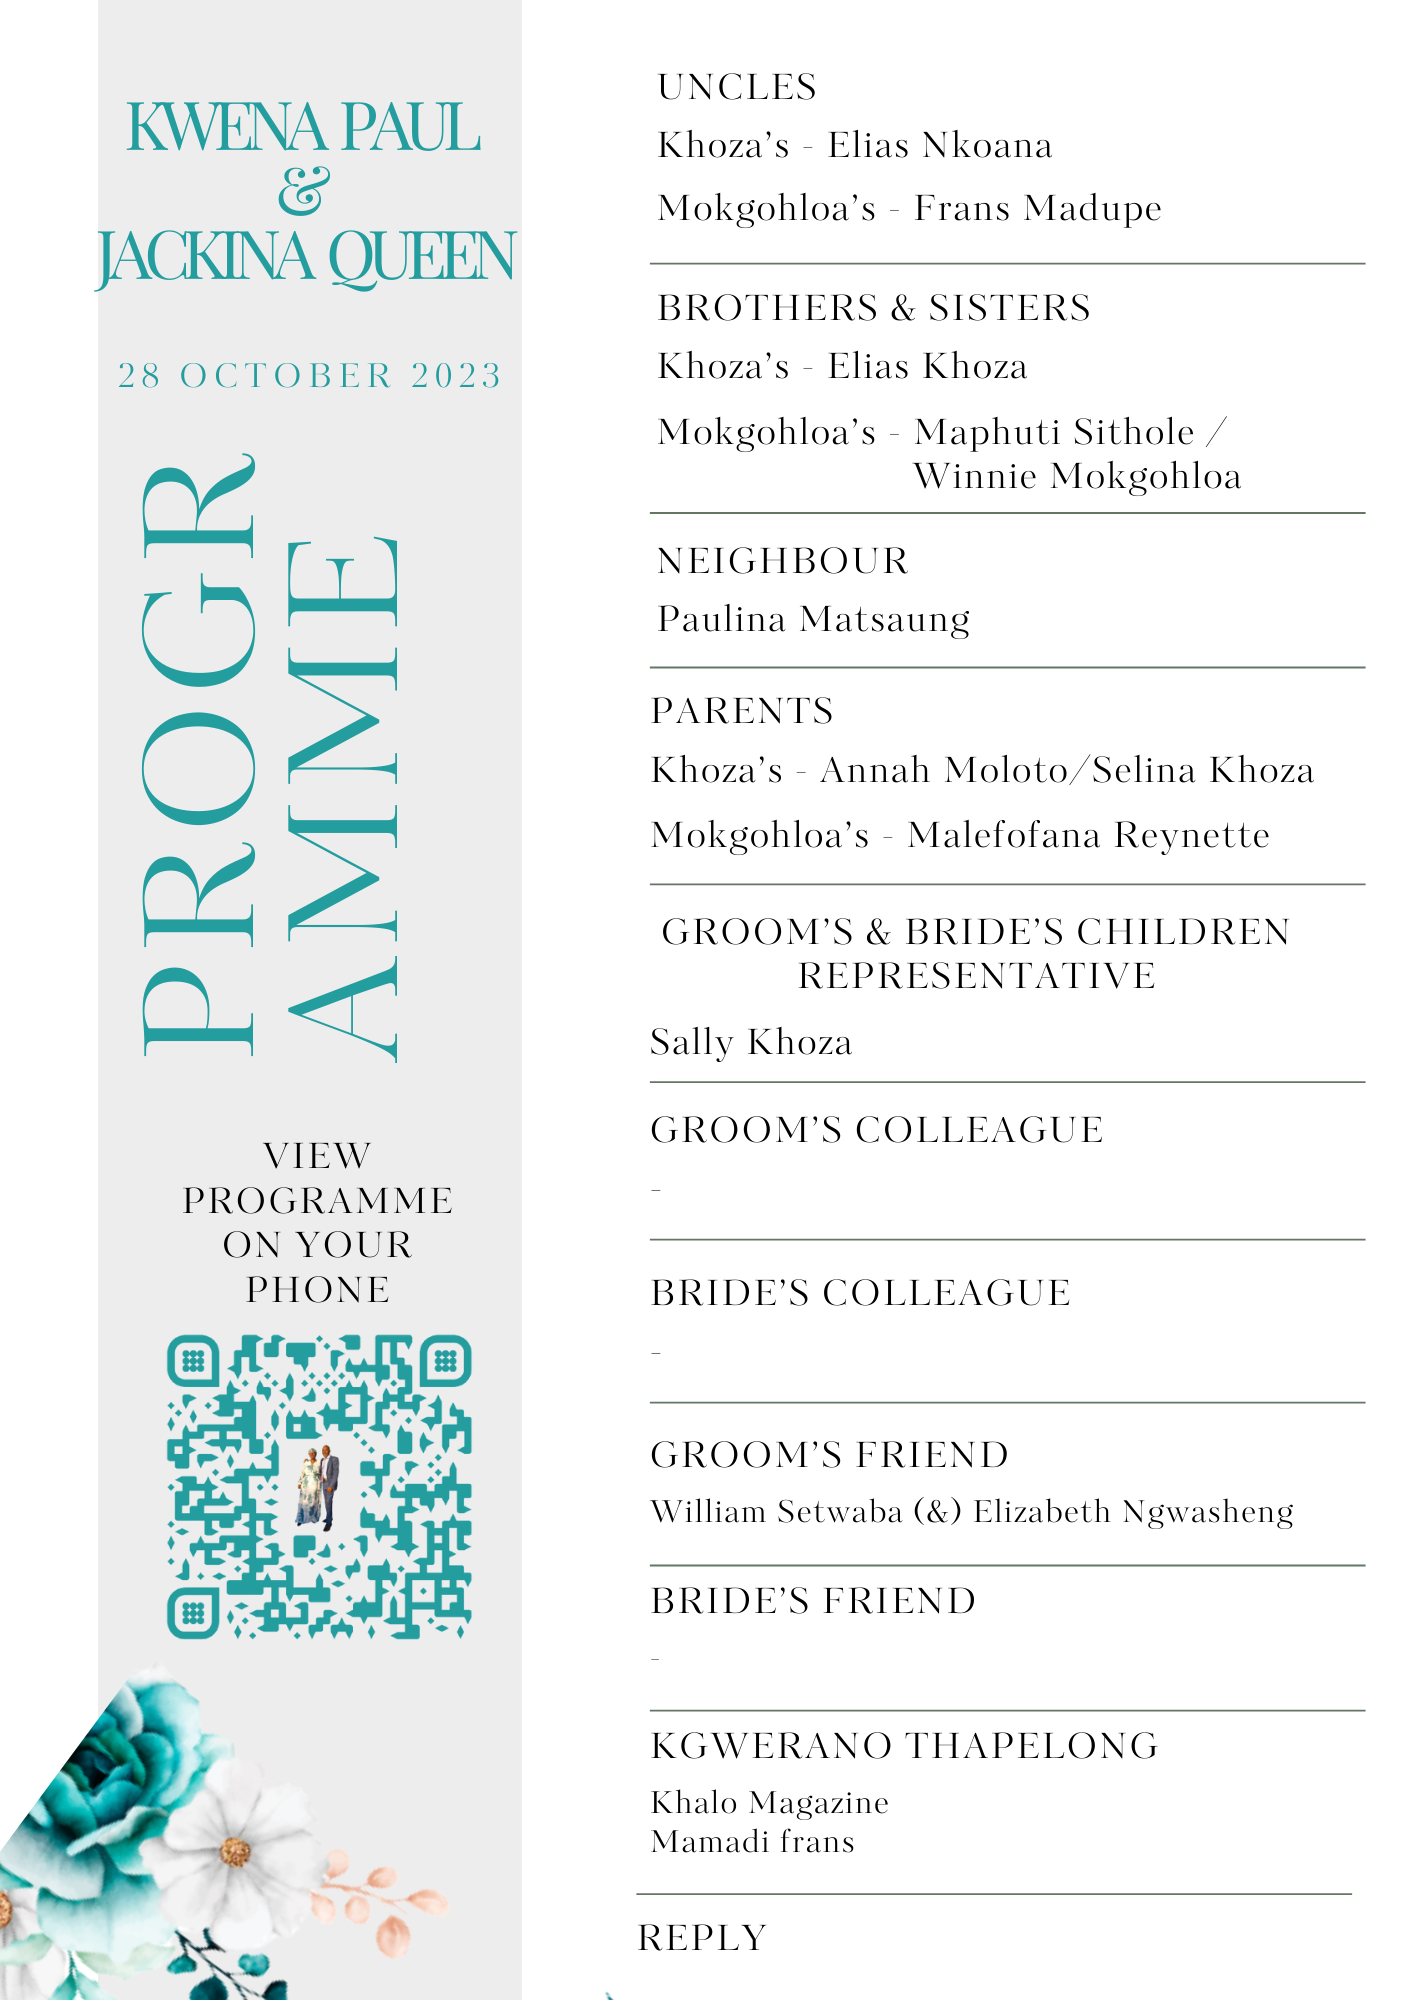 KWENA PAUL
&
JACKINA QUEEN
28 OCTOBER 2023
PROGR
AMME
VIEW
PROGRAMME
ON YOUR
PHONE
UNCLES
Khoza's - Elias Nkoana
Mokgohloa's - Frans Madupe
BROTHERS & SISTERS
Khoza's - Elias Khoza
Mokgohloa's - Maphuti Sithole /
Winnie Mokgohloa
NEIGHBOUR
Paulina Matsaung
PARENTS
Khoza's - Annah Moloto/Selina Khoza
Mokgohloa's - Malefofana Reynette
GROOM'S & BRIDE'S CHILDREN
REPRESENTATIVE
Sally Khoza
GROOM'S COLLEAGUE
-
BRIDE'S COLLEAGUE
-
GROOM'S FRIEND
William Setwaba (&) Elizabeth Ngwasheng
BRIDE'S FRIEND
-
KGWERANO THAPELONG
Khalo Magazine
Mamadi frans
REPLY